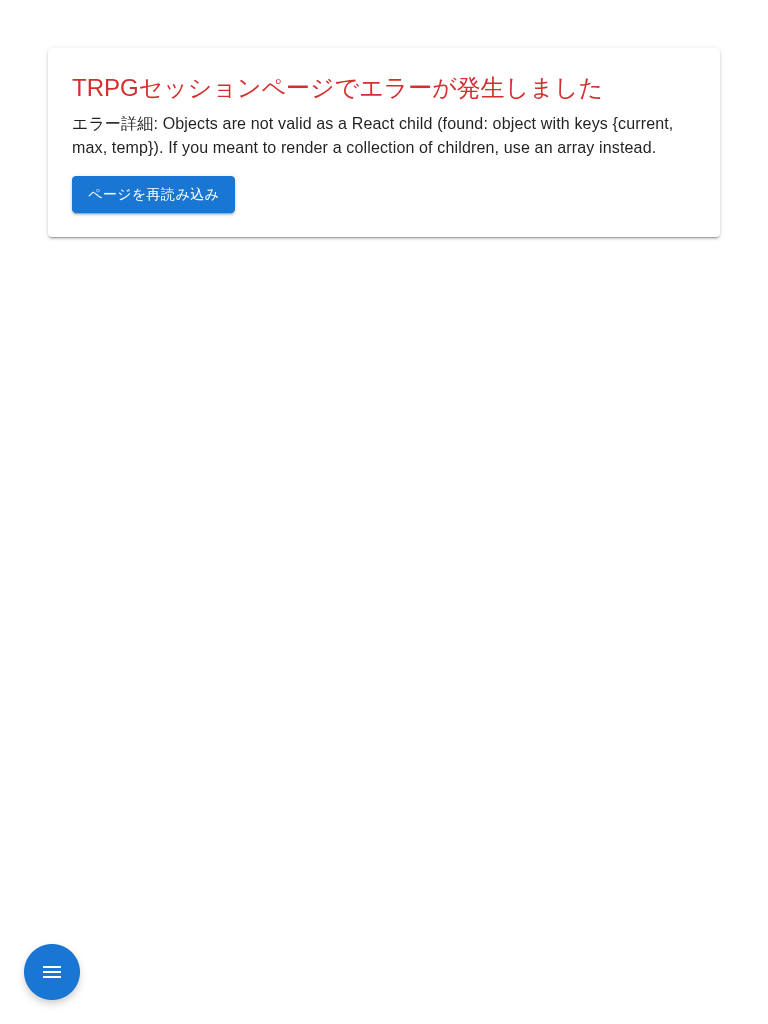 TRPGセッションページでエラーが発生しました
エラー詳細: Objects are not valid as a React child (found: object with keys {current,
max, temp}). If you meant to render a collection of children, use an array instead.
ページを再読み込み